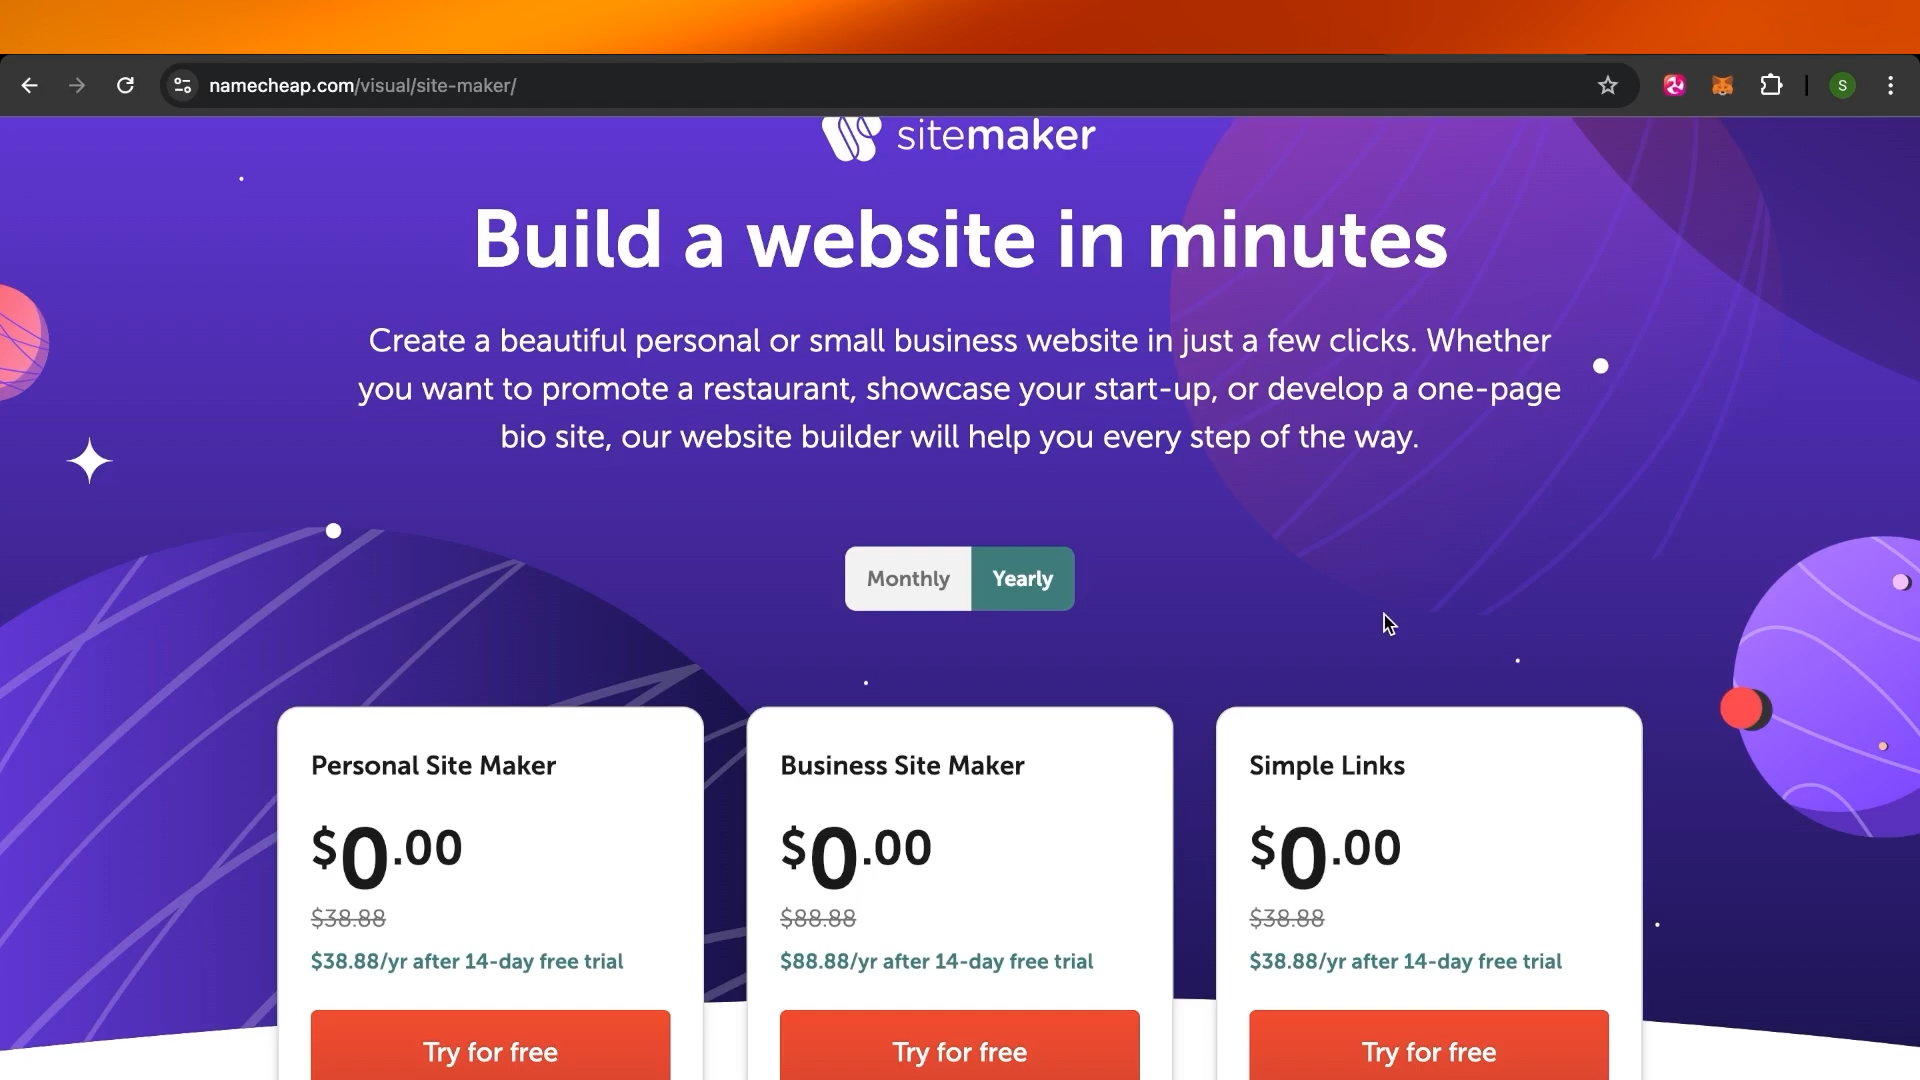 namecheap.com/visual/site-maker/
S
sitemaker
Build a website in minutes
Create a beautiful personal or small business website in just a few clicks. Whether
you want to promote a restaurant, showcase your start-up, or develop a one-page
bio site, our website builder will help you every step of the way.
Monthly Yearly
Personal Site Maker
$0.00
$38.88
$38.88/yr after 14-day free trial
Try for free
Business Site Maker
$0.00
$88.88
$88.88/yr after 14-day free trial
Try for free
Simple Links
$0.00
$38.88
$38.88/yr after 14-day free trial
Try for free